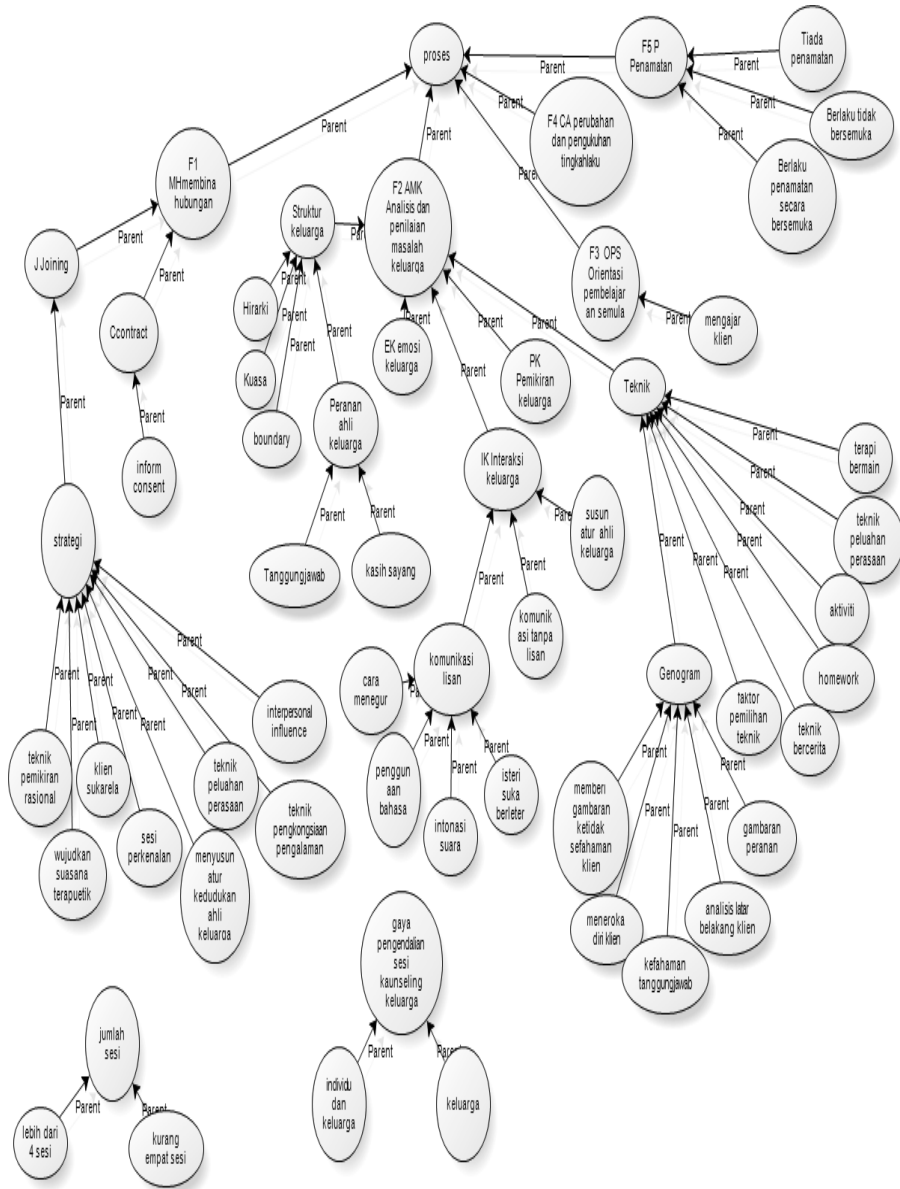 proses
Parent
F5 P
Penamatan
Parent
Tiada
penamatan
Parent
Berlaku tidak
bersemuka
Parent
Berlaku
penamatan
secara
bersemuka
Parent
F4 CA perubahan
dan pengukuhan
tingkahlaku
Parent
F1
MHmembina
hubungan
Parent
F2 AMK
Analisis dan
penilaian
masalah
keluarga
Parent
Struktur
keluarga
Parent
F3 OPS
Orientasi
pembelajar
an semula
Parent
mengajar
klien
J Joining
Parent
Ccontract
Parent
Hirarki
Parent
Kuasa
Parent
boundary
Parent
Peranan
ahli
keluarga
Parent
EK emosi
keluarga
Parent
PK
Pemikiran
keluarga
Parent
Teknik
Parent
inform
consent
Parent
strategi
Parent
Tanggungjawab
Parent
kasih sayang
Parent
IK Interaksi
keluarga
Parent
susun
atur ahli
keluarga
Parent
terapi
bermain
Parent
teknik
peluahan
perasaan
Parent
aktiviti
Parent
homework
Parent
teknik
bercerita
Parent
faktor
pemilihan
teknik
Parent
Genogram
Parent
komunikasi
lisan
Parent
komunik
asi tanpa
lisan
Parent
cara
menegur
Parent
penggun
aan
bahasa
Parent
intonasi
suara
Parent
isteri
suka
berleter
Parent
teknik
pemikiran
rasional
Parent
wujudkan
suasana
terapuetik
Parent
klien
sukarela
Parent
sesi
perkenalan
Parent
menyusun
atur
kedudukan
ahli
keluarga
Parent
teknik
peluahan
perasaan
Parent
teknik
pengkongsiaan
pengalaman
Parent
interpersonal
influence
Parent
memberi
gambaran
ketidak
sefahaman
klien
Parent
meneroka
diri klien
Parent
kefahaman
tanggungjawab
Parent
analisis latar
belakang klien
Parent
gambaran
peranan
gaya
pengendalian
sesi
kaunseling
keluarga
Parent
individu
dan
keluarga
Parent
keluarga
jumlah
sesi
Parent
lebih dari
4 sesi
Parent
kurang
empat sesi